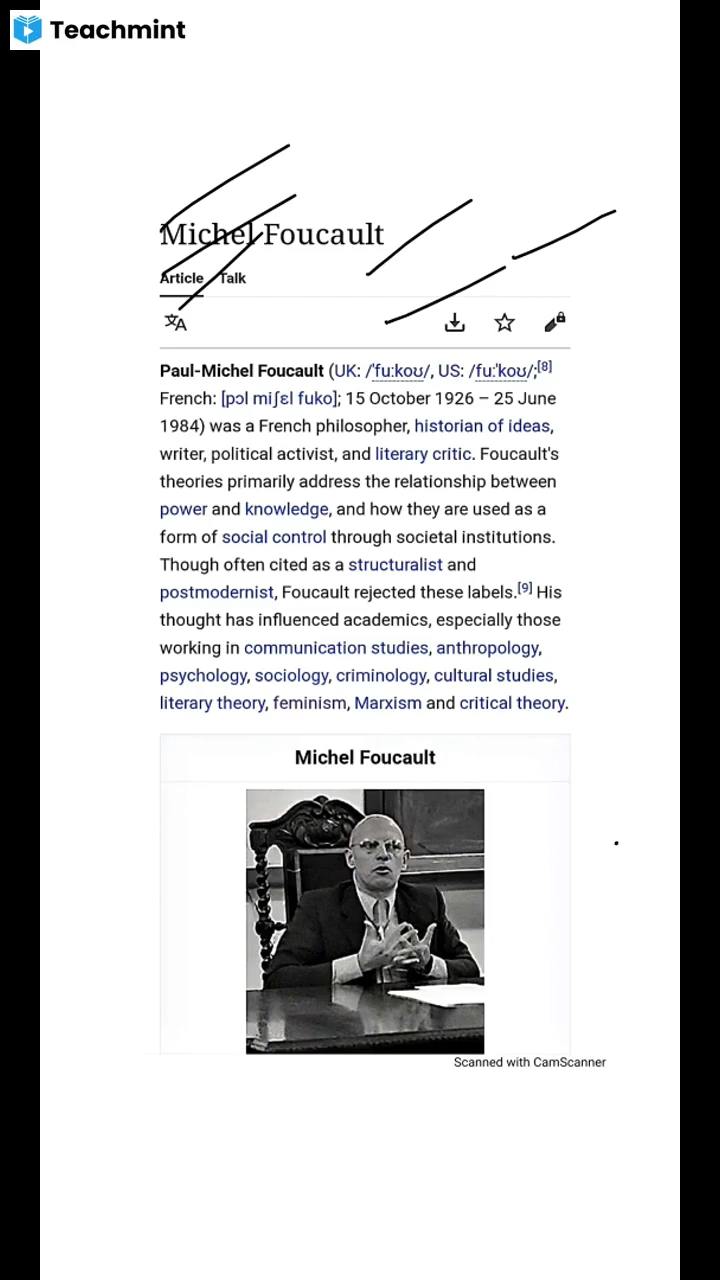 Teachmint
Michel Foucault
Article Talk
Paul-Michel Foucault (UK: /ˈfuːkoʊ/, US: /fuːˈkoʊ/;[8]
French: [pɔl miʃɛl fuko]; 15 October 1926 – 25 June
1984) was a French philosopher, historian of ideas,
writer, political activist, and literary critic. Foucault's
theories primarily address the relationship between
power and knowledge, and how they are used as a
form of social control through societal institutions.
Though often cited as a structuralist and
postmodernist, Foucault rejected these labels.[9] His
thought has influenced academics, especially those
working in communication studies, anthropology,
psychology, sociology, criminology, cultural studies,
literary theory, feminism, Marxism and critical theory.
Michel Foucault
Scanned with CamScanner